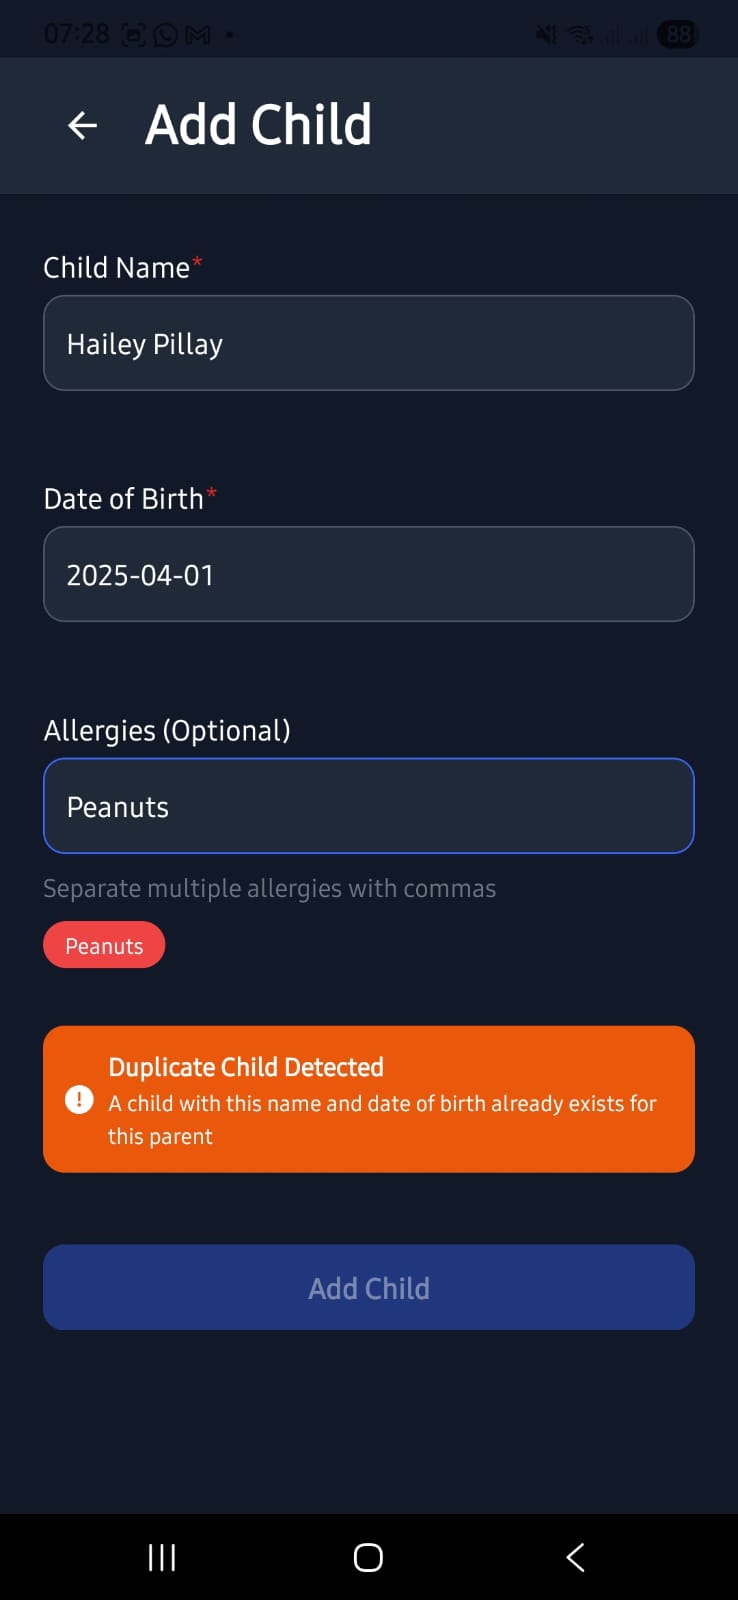 07:28
88
Add Child
Child Name*
Hailey Pillay
Date of Birth*
2025-04-01
Allergies (Optional)
Peanuts
Separate multiple allergies with commas
Peanuts
Duplicate Child Detected
A child with this name and date of birth already exists for
this parent
Add Child